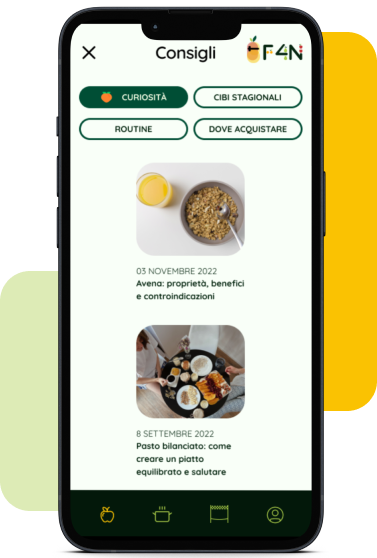 Consigli
F4N
CURIOSITÀ
CIBI STAGIONALI
ROUTINE
DOVE ACQUISTARE
03 NOVEMBRE 2022
Avena: proprietà, benefici
e controindicazioni
8 SETTEMBRE 2022
Pasto bilanciato: come
creare un piatto
equilibrato e salutare